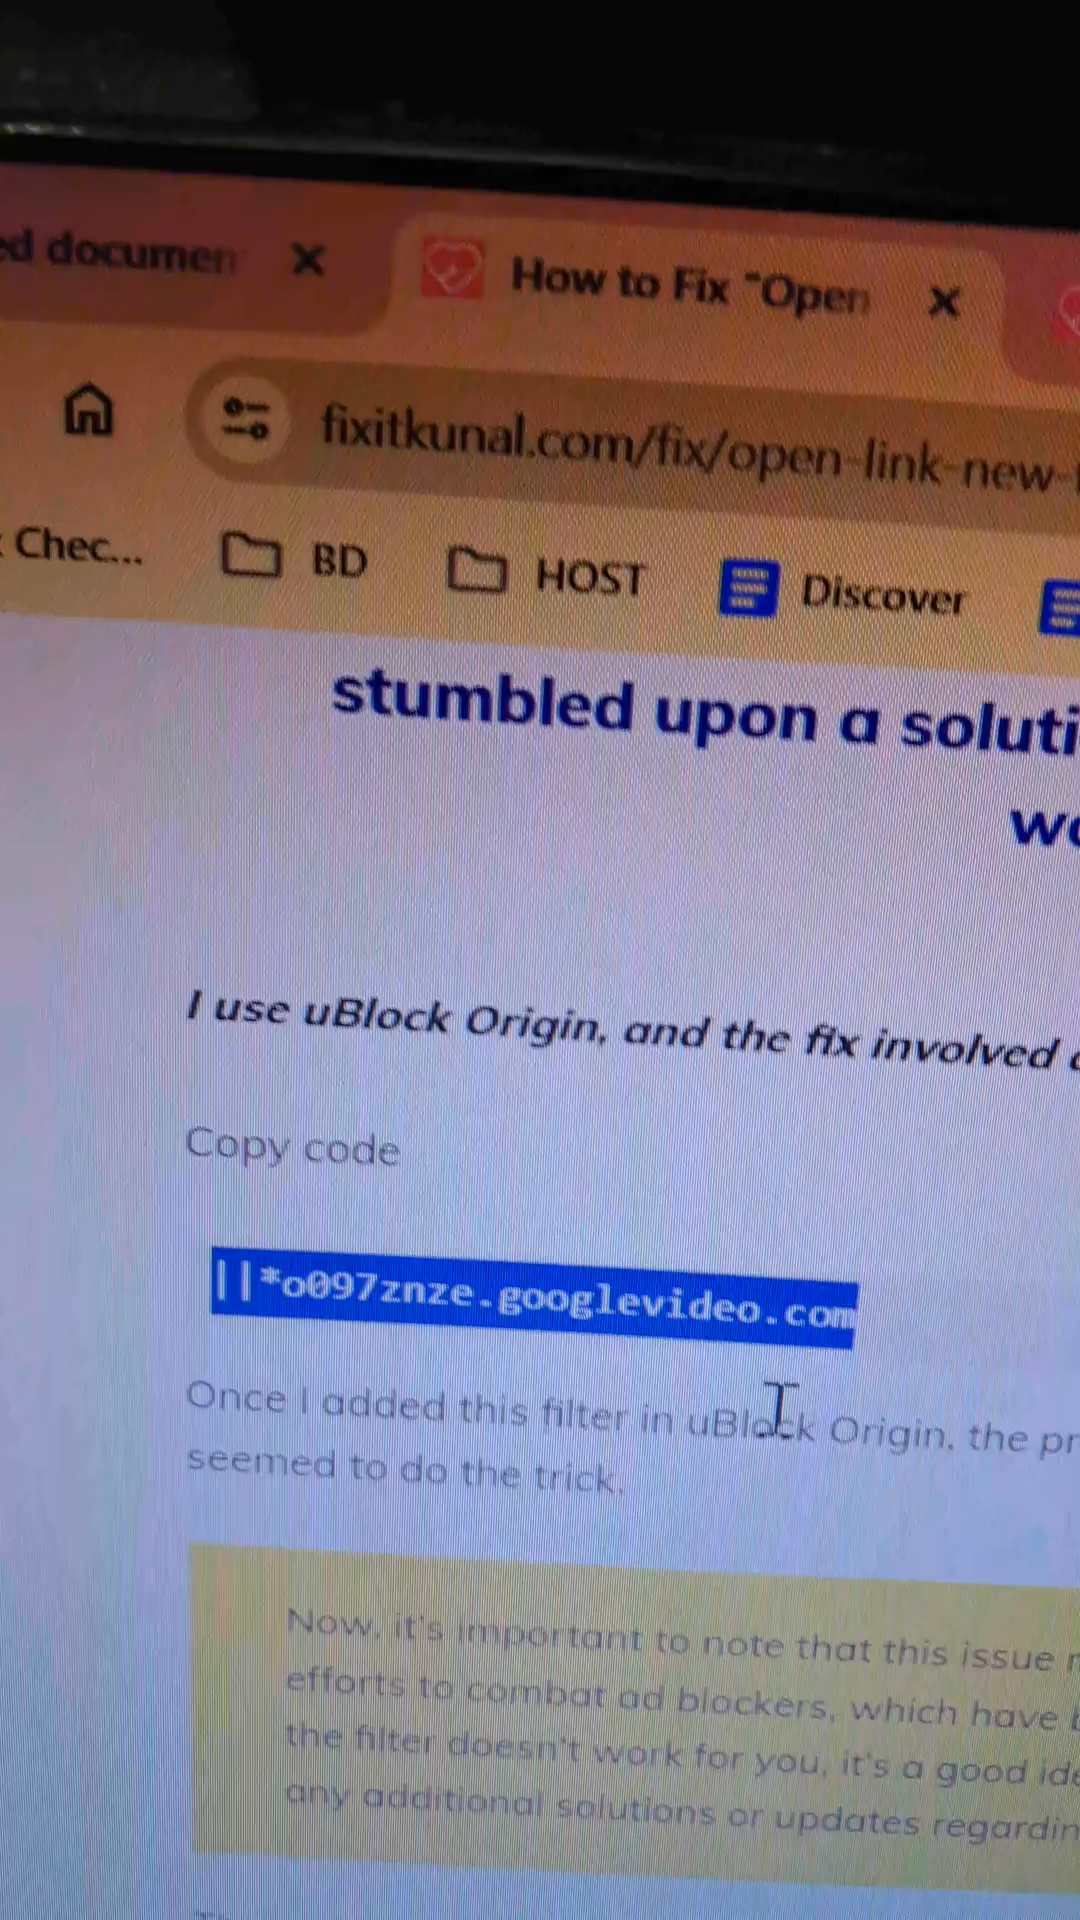 ed documen
How to Fix "Open
fixitkunal.com/fix/open-link-new-
Chec...
BD
HOST
Discover
stumbled upon a soluti
wo
I use uBlock Origin, and the fix involved
Copy code
||*o097znze.googlevideo.com
Once I added this filter in uBlock Origin, the pr
seemed to do the trick.
Now, it's important to note that this issue
efforts to combat ad blockers, which have
the filter doesn't work for you, it's a good ide
any additional solutions or updates regardin